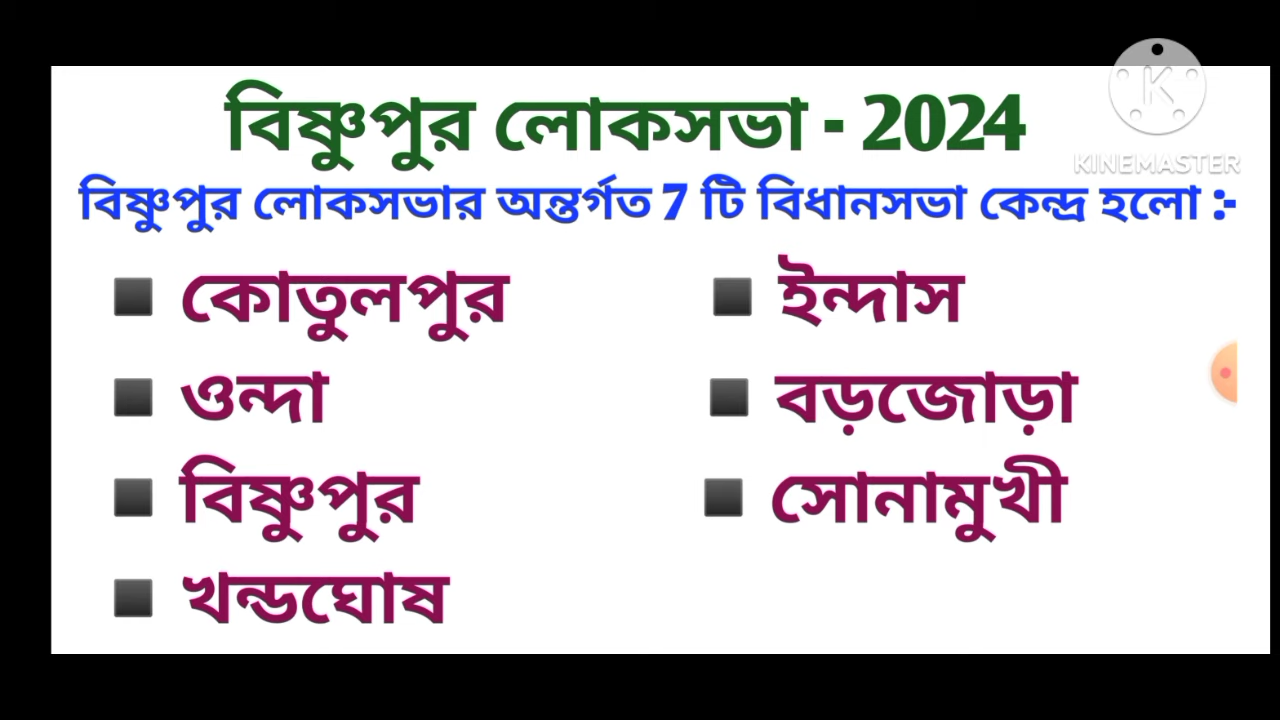 বিষ্ণুপুর লোকসভা - 2024
KINEMASTER
বিষ্ণুপুর লোকসভার অন্তর্গত 7 টি বিধানসভা কেন্দ্র হলো :-
কোতুলপুর
ইন্দাস
ওন্দা
বড়জোড়া
বিষ্ণুপুর
সোনামুখী
খন্ডঘোষ